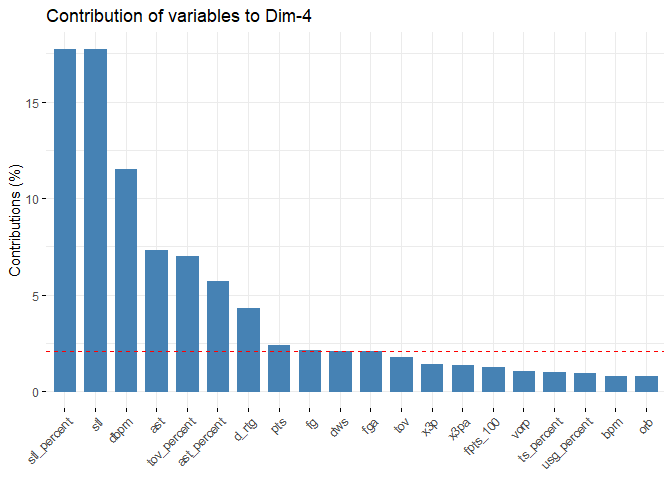 Contribution of variables to Dim-4
Contributions (%)
15
10
5
0
stl_percent
stl
dbpm
ast
tov_percent
ast_percent
d_rtg
pts
fg
dws
fga
tov
x3p
x3pa
fpts_100
vorp
ts_percent
usg_percent
bpm
orb